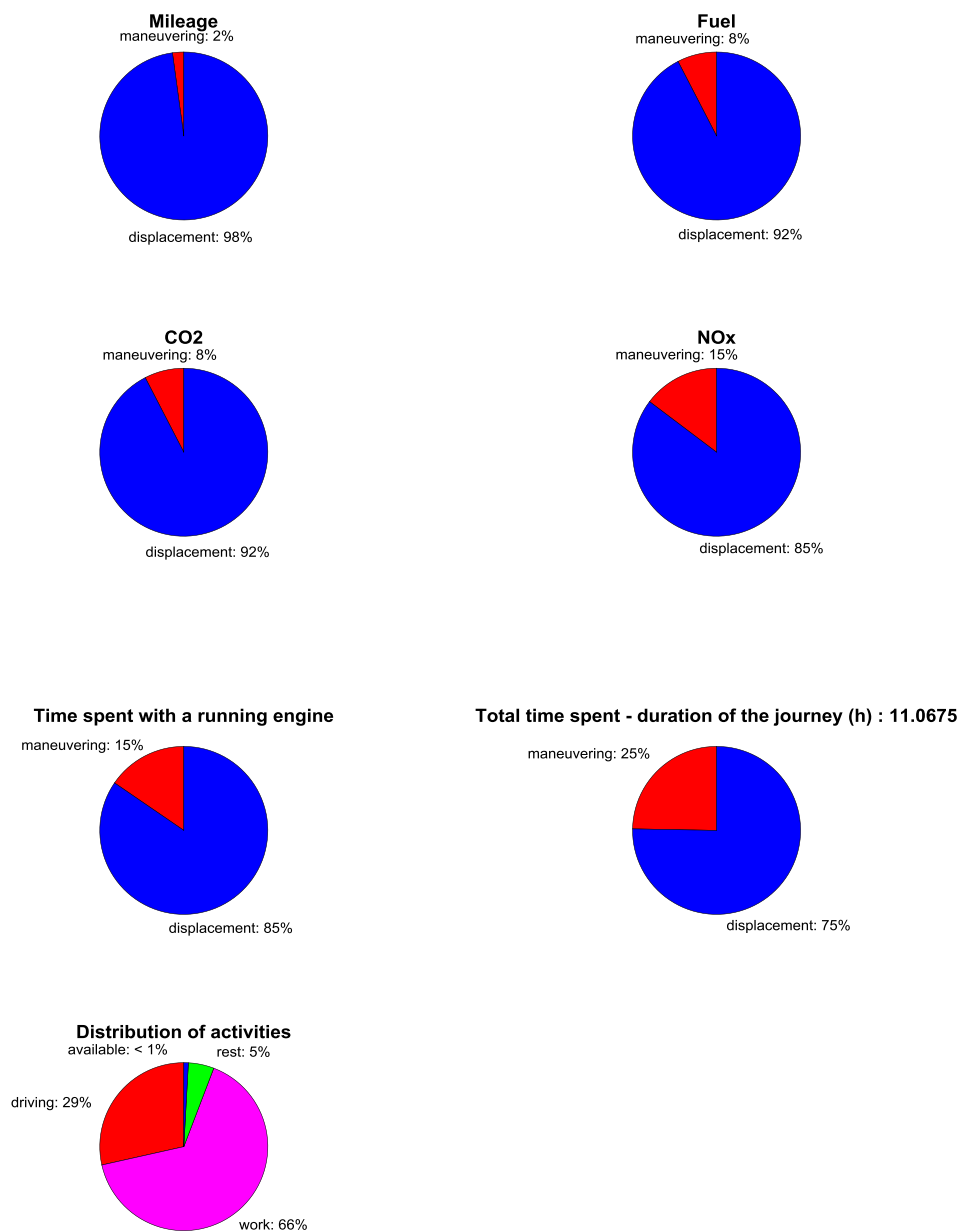 Mileage
maneuvering: 2%
displacement: 98%
Fuel
maneuvering: 8%
displacement: 92%
CO2
maneuvering: 8%
displacement: 92%
NOx
maneuvering: 15%
displacement: 85%
Time spent with a running engine
maneuvering: 15%
displacement: 85%
Total time spent - duration of the journey (h) : 11.0675
maneuvering: 25%
displacement: 75%
Distribution of activities
available: < 1%
rest: 5%
driving: 29%
work: 66%